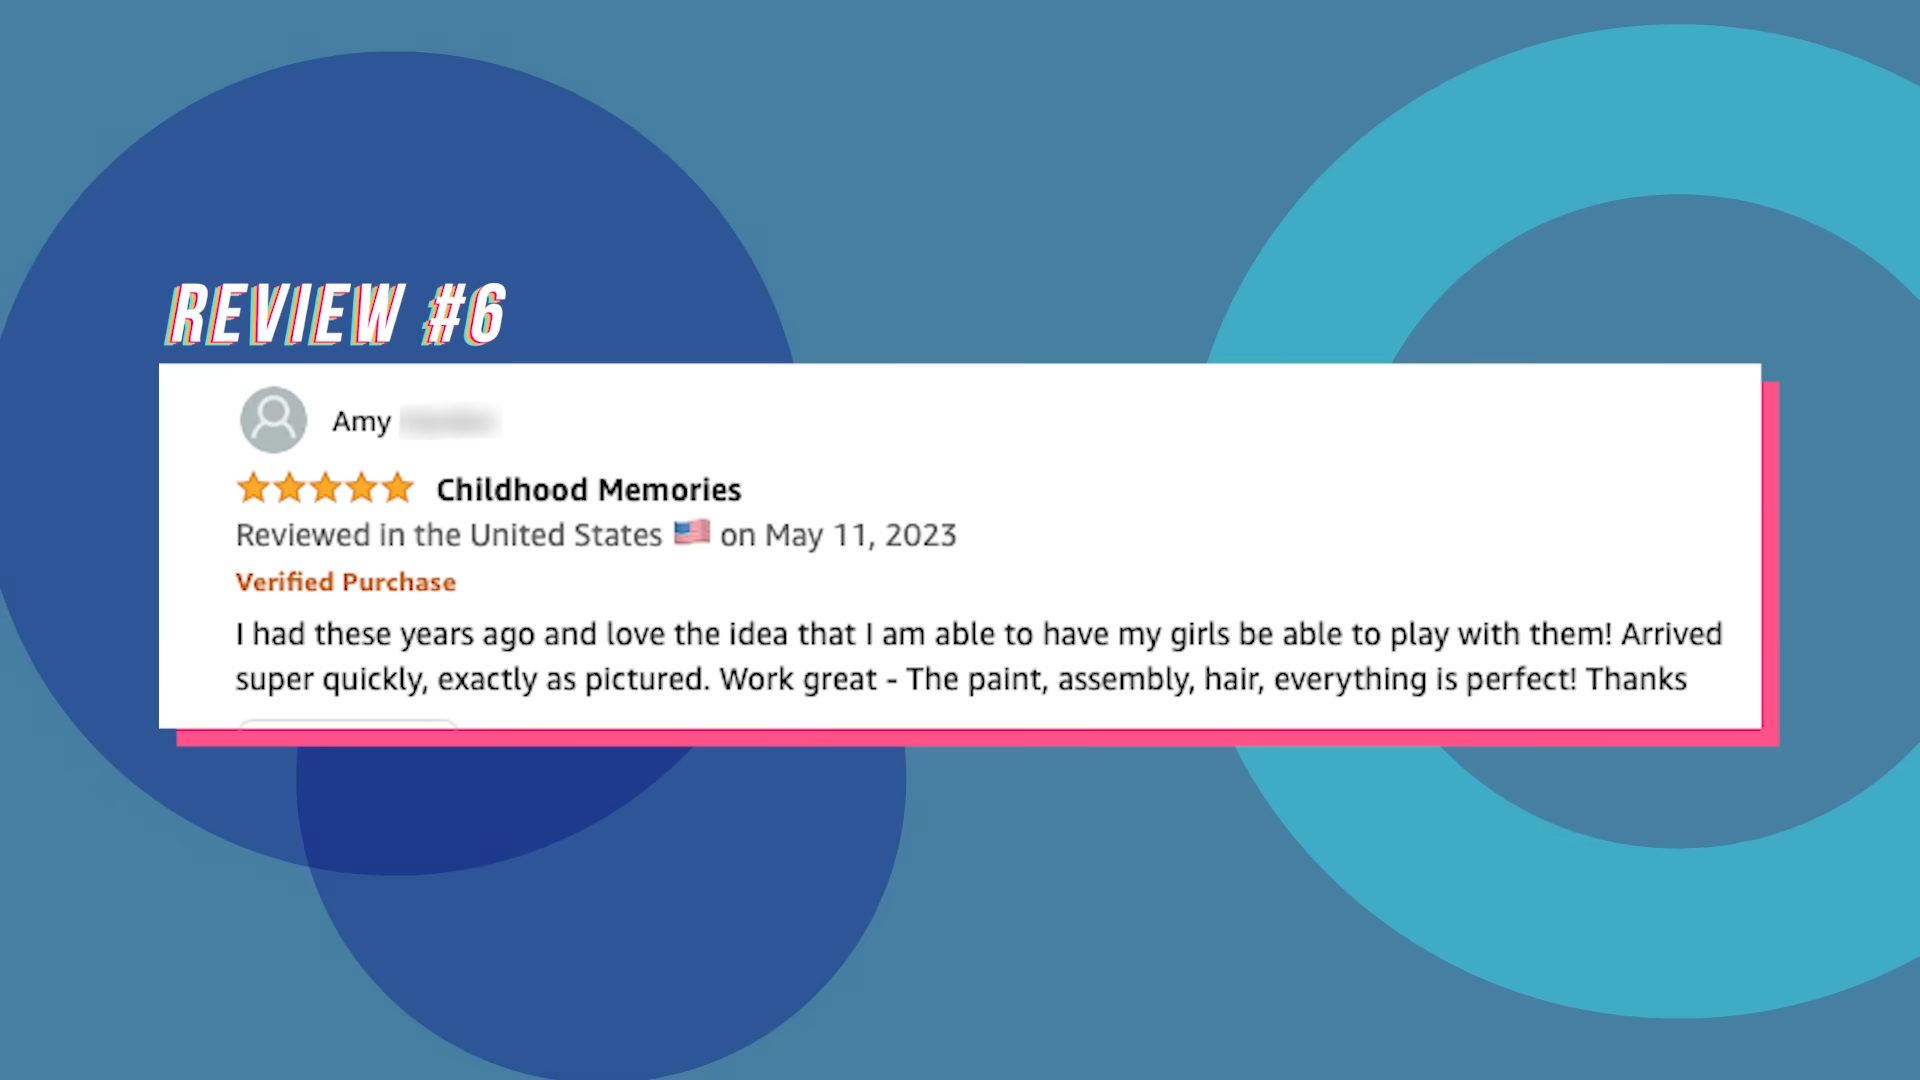 REVIEW #6
Amy
Childhood Memories
Reviewed in the United States 🇺🇸 on May 11, 2023
Verified Purchase
I had these years ago and love the idea that I am able to have my girls be able to play with them! Arrived
super quickly, exactly as pictured. Work great - The paint, assembly, hair, everything is perfect! Thanks